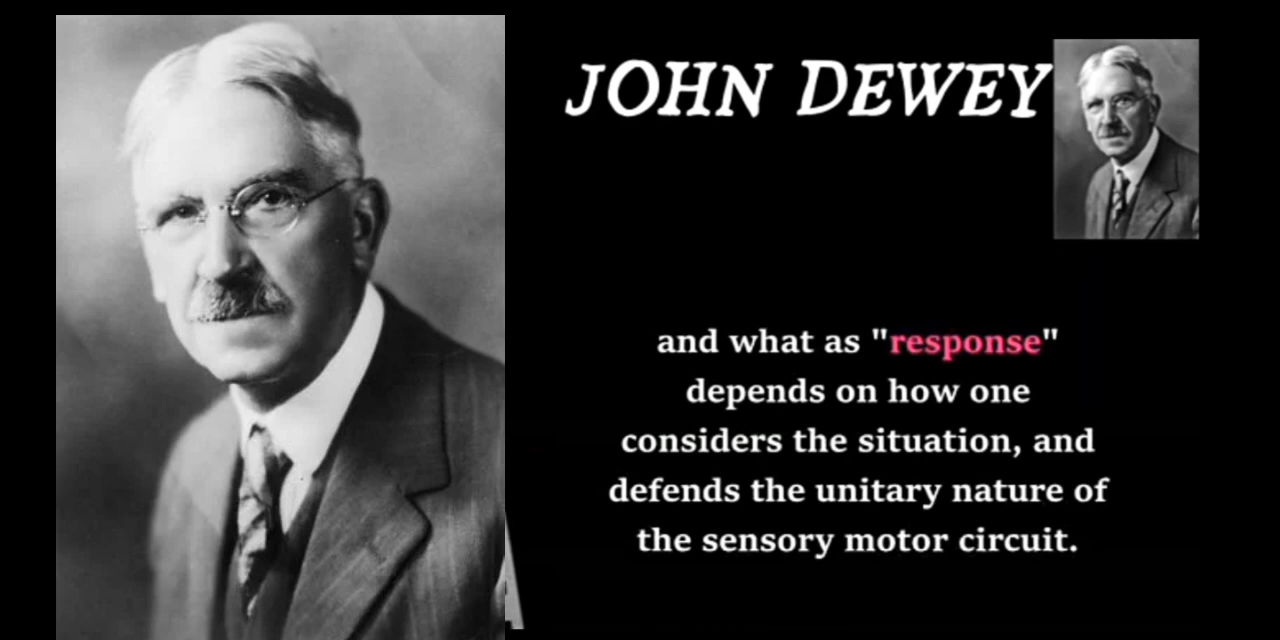 JOHN DEWEY
and what as "response"
depends on how one
considers the situation, and
defends the unitary nature of
the sensory motor circuit.